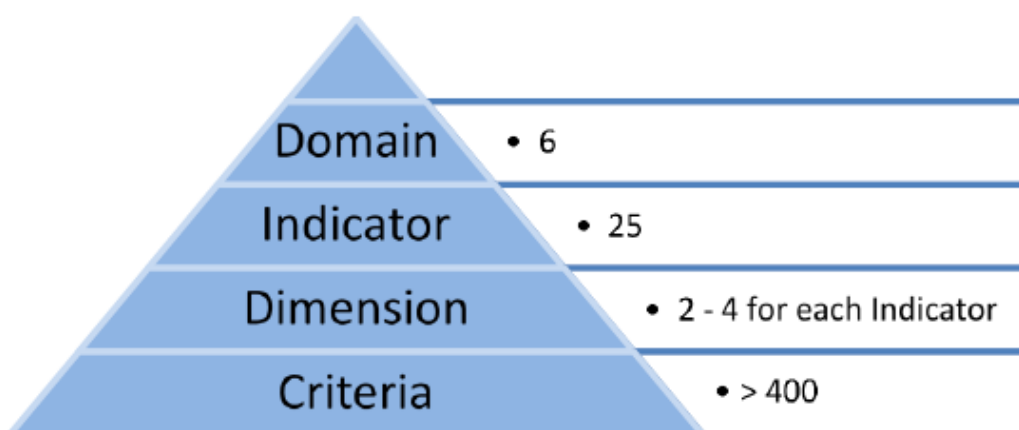 Domain • 6
Indicator • 25
Dimension • 2 - 4 for each Indicator
Criteria • > 400